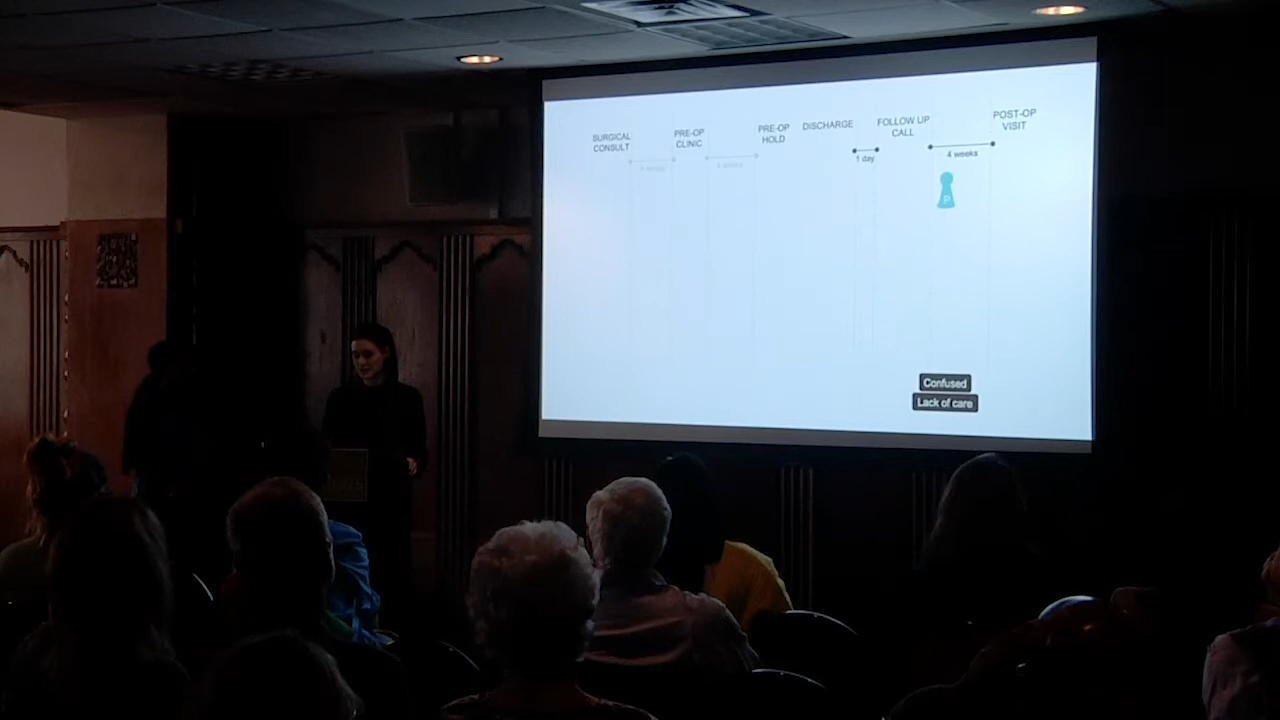 SURGICAL
CONSULT
PRE-OP
CLINIC
PRE-OP
HOLD
DISCHARGE
FOLLOW UP
CALL
POST-OP
VISIT
1 day
4 weeks
P
Confused
Lack of care